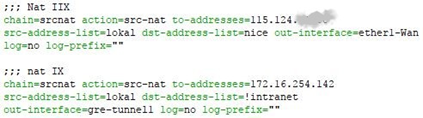 ;;; Nat IIX
chain=srcnat action=src-nat to-addresses=115.124.
src-address-list=lokal dst-address-list=nice out-interface=ether1-Wan
log=no log-prefix=""
;;; nat IX
chain=srcnat action=src-nat to-addresses=172.16.254.142
src-address-list=lokal dst-address-list=!intranet
out-interface=gre-tunnell log=no log-prefix=""